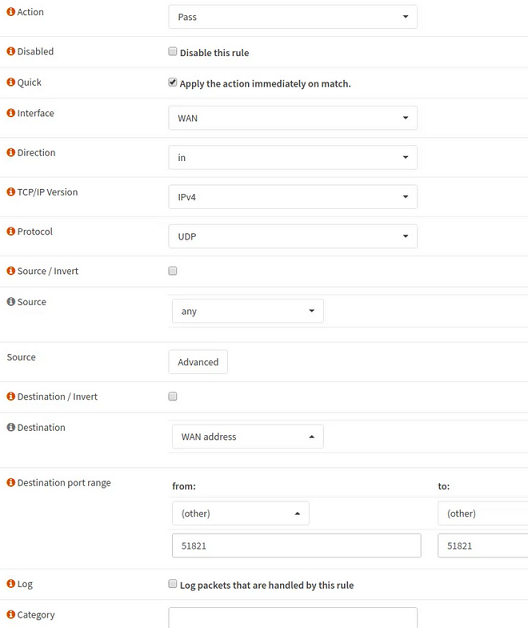 Action
Pass
Disabled
Disable this rule
Quick
Apply the action immediately on match.
Interface
WAN
Direction
in
TCP/IP Version
IPv4
Protocol
UDP
Source / Invert
Source
any
Source
Advanced
Destination / Invert
Destination
WAN address
Destination port range
from:
to:
(other)
(other)
51821
51821
Log
Log packets that are handled by this rule
Category